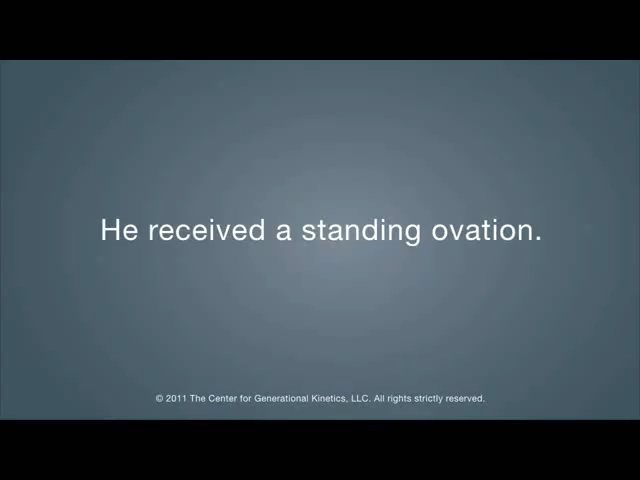 He received a standing ovation.
© 2011 The Center for Generational Kinetics, LLC. All rights strictly reserved.